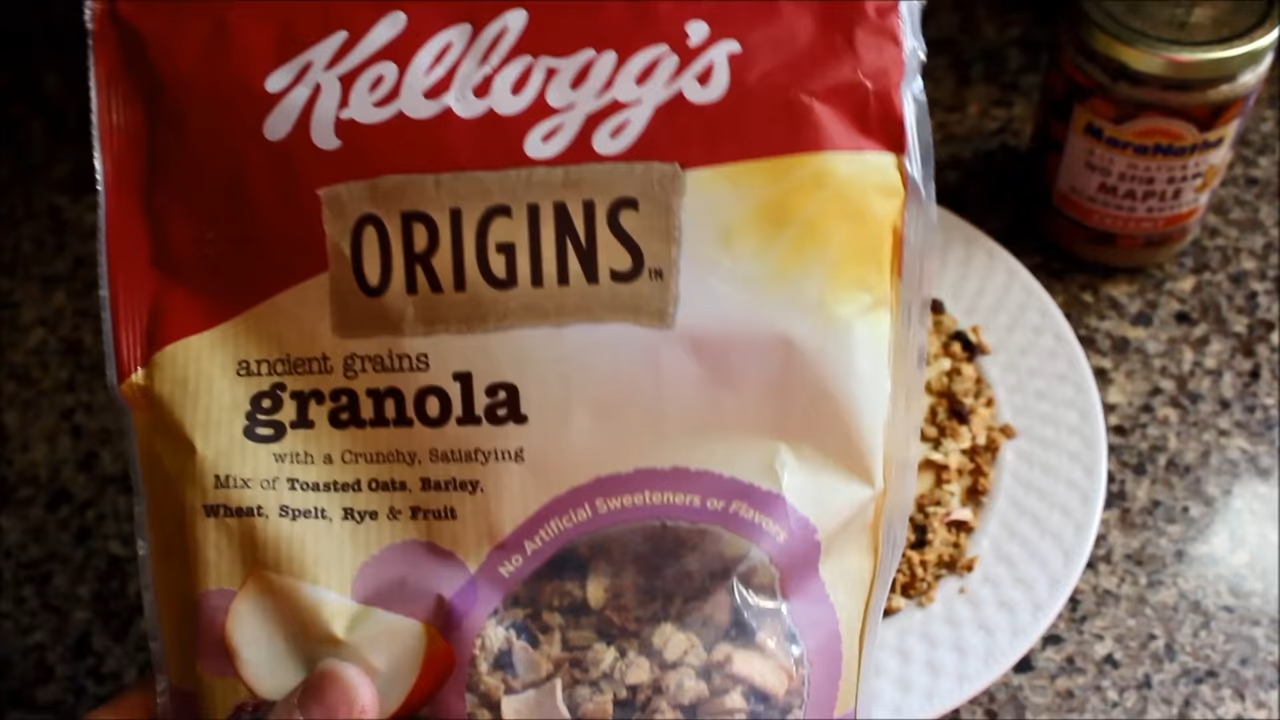 Kellogg's
ORIGINS
ancient grains
granola
with a Crunchy, Satisfying
Mix of Toasted Oats, Barley,
Wheat, Spelt, Rye & Fruit
No Artificial Sweeteners or Flavors
MaraNatha
MAPLE